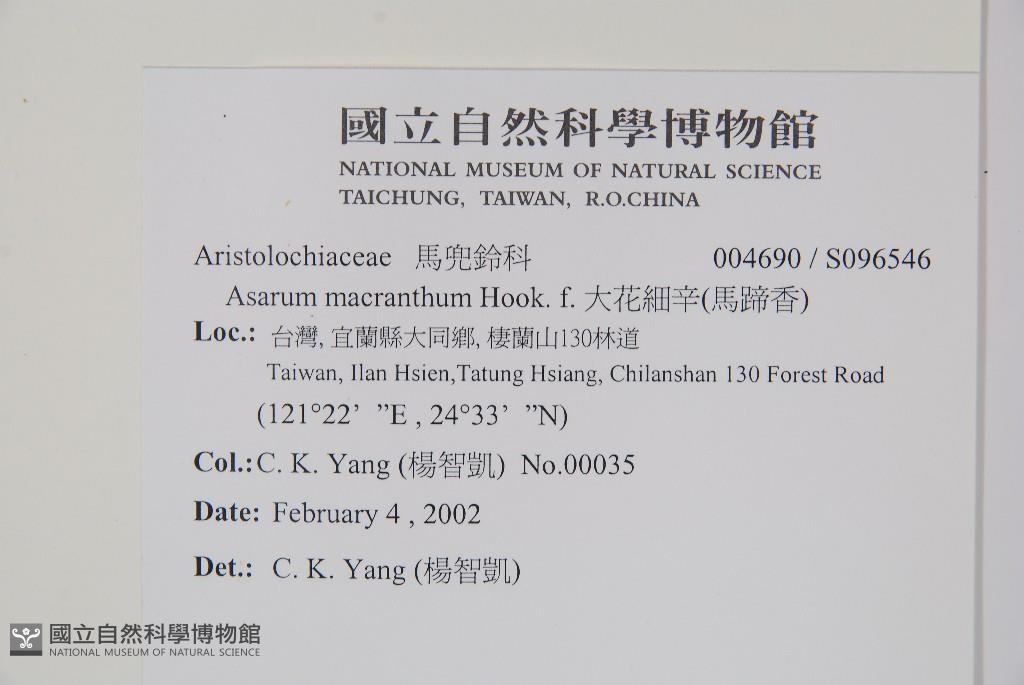 國立自然科學博物館
NATIONAL MUSEUM OF NATURAL SCIENCE
TAICHUNG, TAIWAN, R.O.CHINA
Aristolochiaceae 馬兜鈴科 004690 / S096546
Asarum macranthum Hook. f. 大花細辛(馬蹄香)
Loc.: 台灣, 宜蘭縣大同鄉, 棲蘭山130林道
Taiwan, Ilan Hsien,Tatung Hsiang, Chilanshan 130 Forest Road
(121°22’ ”E , 24°33’ ”N)
Col.: C. K. Yang (楊智凱) No.00035
Date: February 4 , 2002
Det.: C. K. Yang (楊智凱)
國立自然科學博物館
NATIONAL MUSEUM OF NATURAL SCIENCE